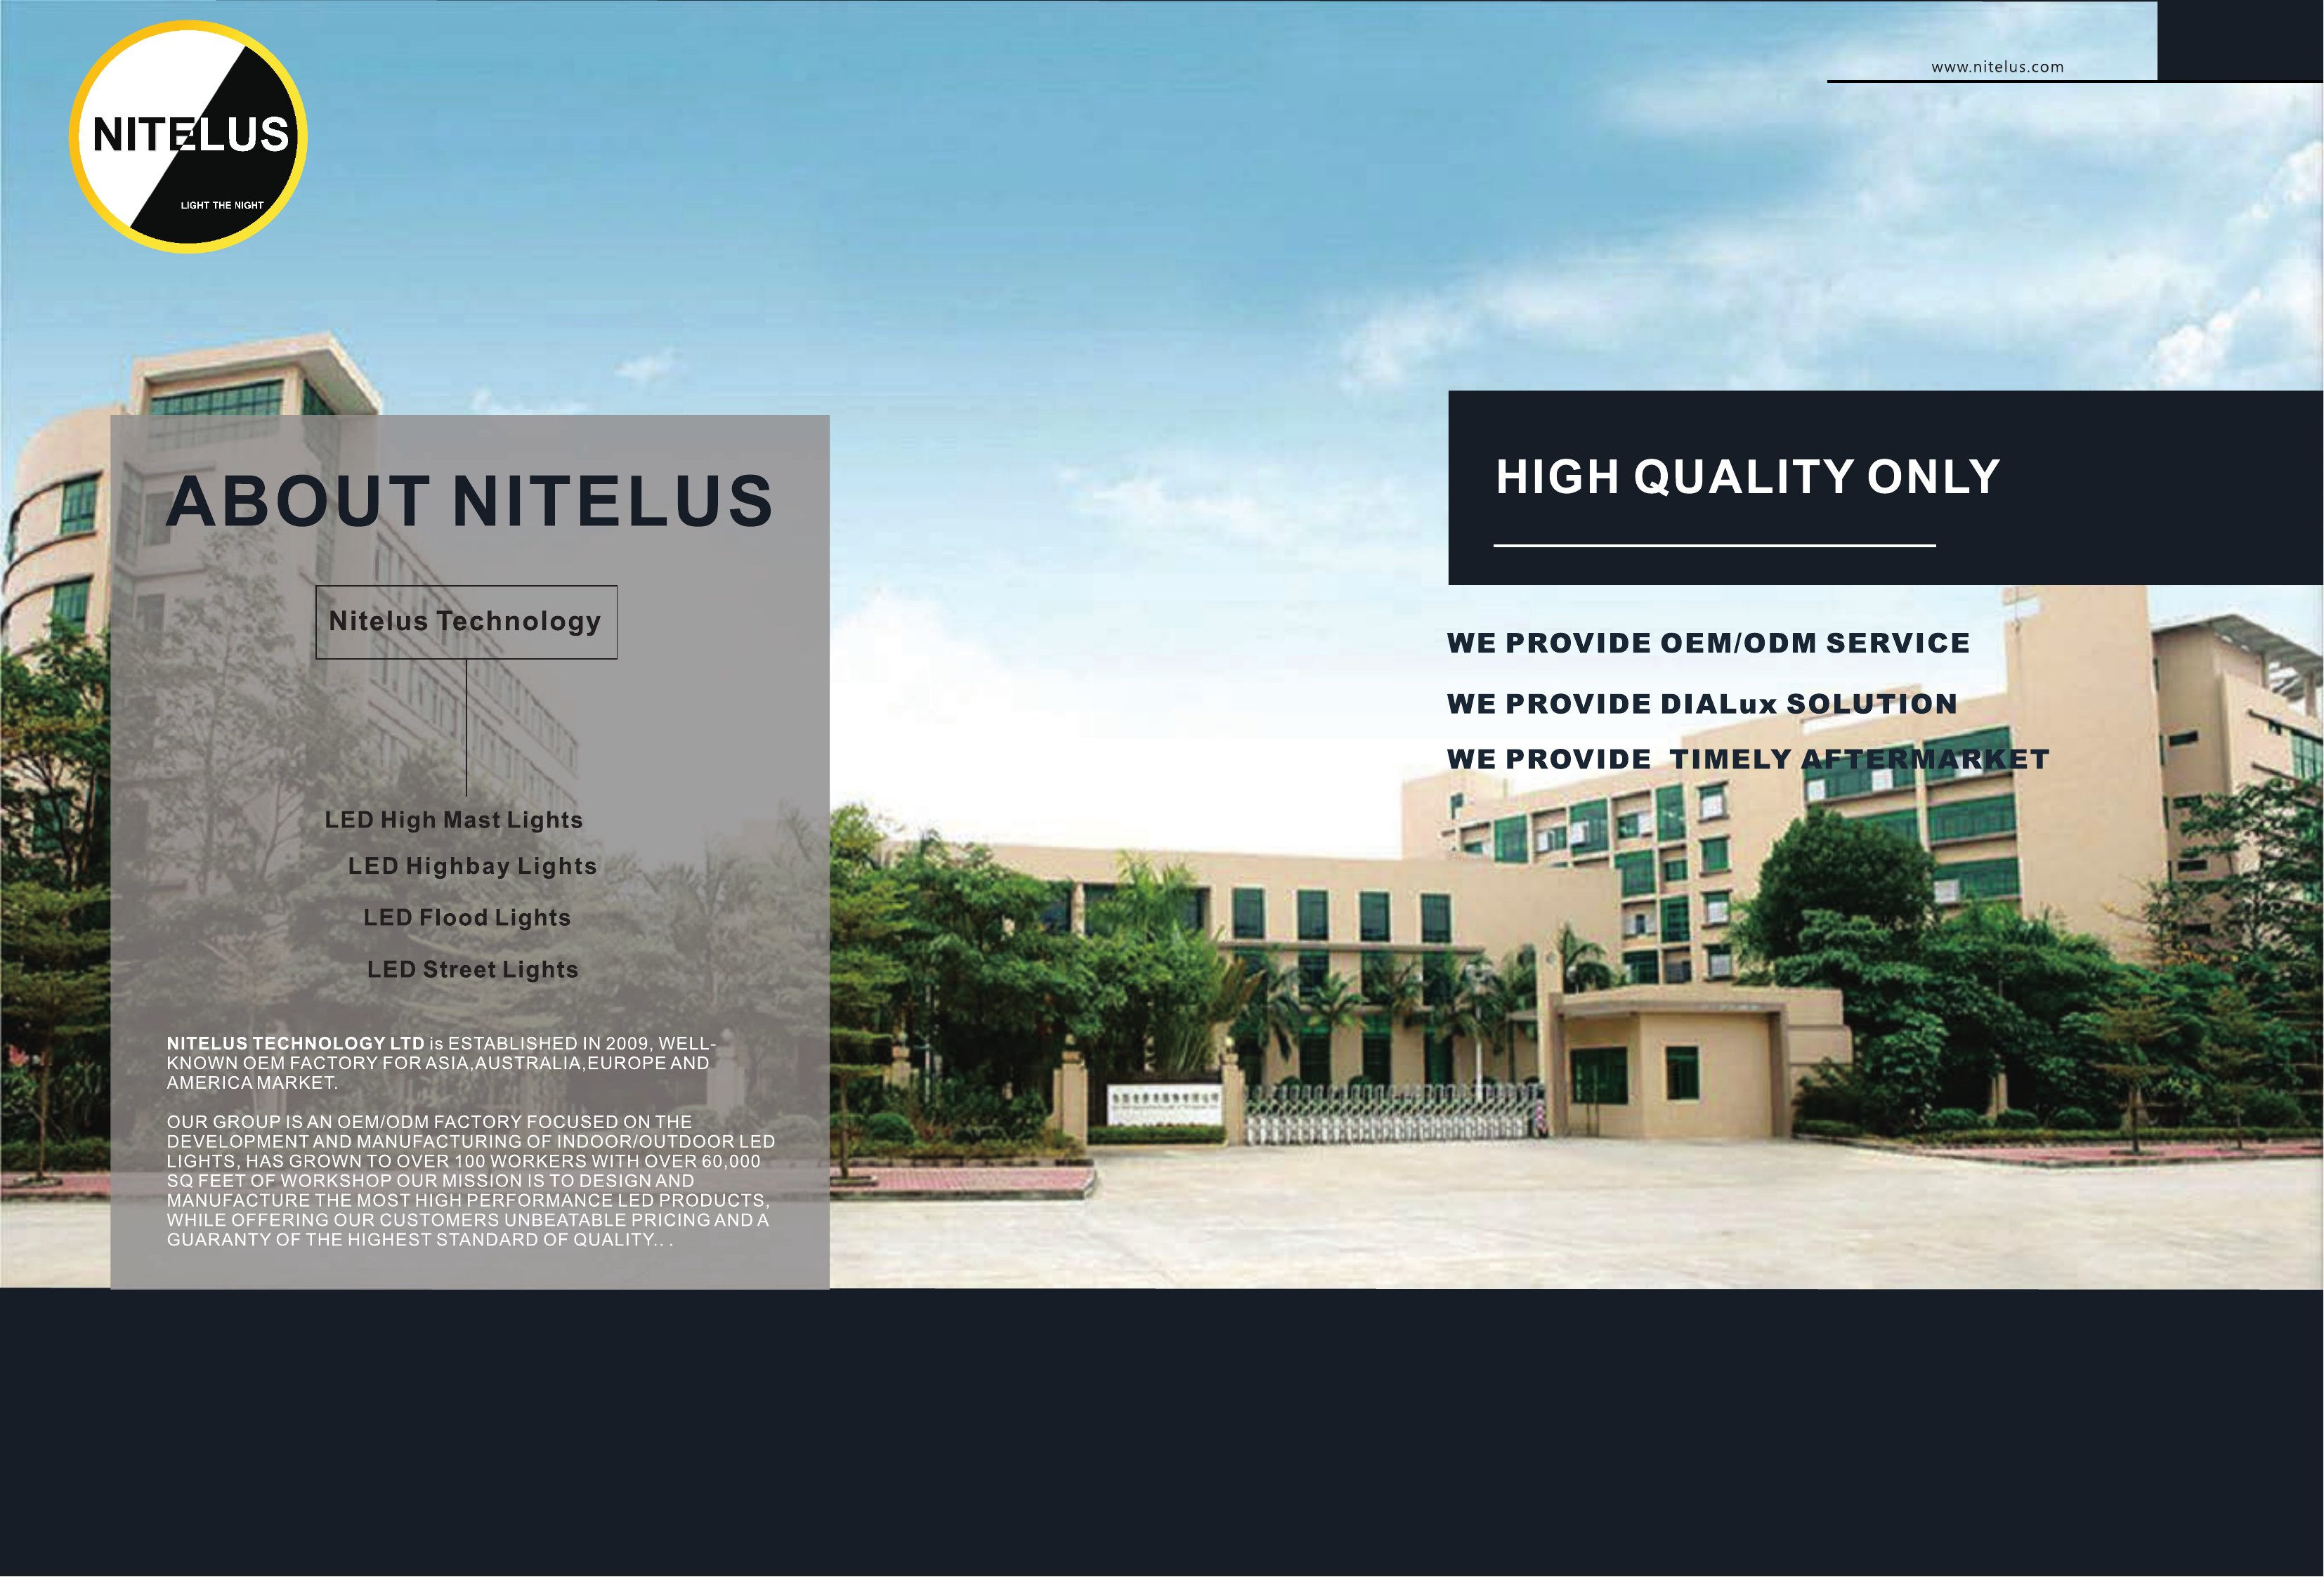 NITELUS
LIGHT THE NIGHT
www.nitelus.com
ABOUT NITELUS
Nitelus Technology
LED High Mast Lights
LED Highbay Lights
LED Flood Lights
LED Street Lights
NITELUS TECHNOLOGY LTD is ESTABLISHED IN 2009, WELL-
KNOWN OEM FACTORY FOR ASIA,AUSTRALIA,EUROPE AND
AMERICA MARKET.
OUR GROUP IS AN OEM/ODM FACTORY FOCUSED ON THE
DEVELOPMENT AND MANUFACTURING OF INDOOR/OUTDOOR LED
LIGHTS, HAS GROWN TO OVER 100 WORKERS WITH OVER 60,000
SQ FEET OF WORKSHOP OUR MISSION IS TO DESIGN AND
MANUFACTURE THE MOST HIGH PERFORMANCE LED PRODUCTS,
WHILE OFFERING OUR CUSTOMERS UNBEATABLE PRICING AND A
GUARANTY OF THE HIGHEST STANDARD OF QUALITY.. .
HIGH QUALITY ONLY
WE PROVIDE OEM/ODM SERVICE
WE PROVIDE DIALux SOLUTION
WE PROVIDE TIMELY AFTERMARKET